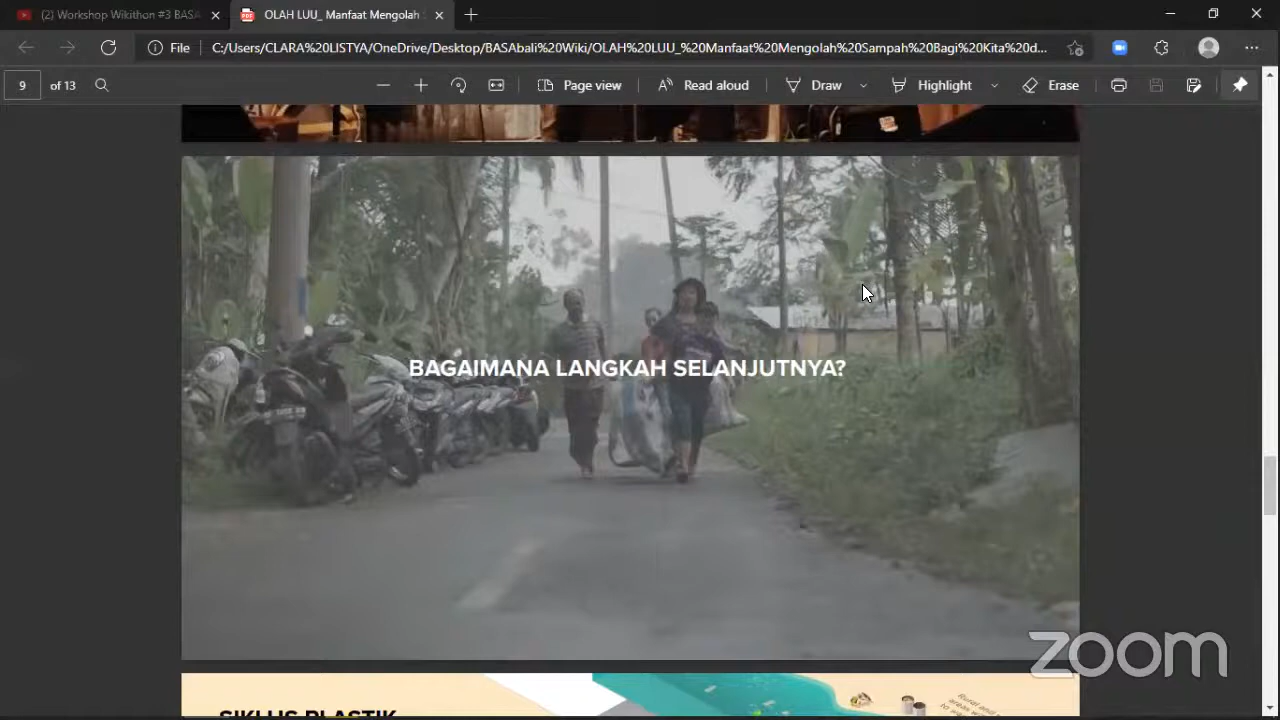 (2) Workshop Wikithon #3 BASA
OLAH LUU_ Manfaat Mengolah
File
C:/Users/CLARA%20LISTYA/OneDrive/Desktop/BASAbali%20Wiki/OLAH%20LUU_%20Manfaat%20Mengolah%20Sampah%20Bagi%20Kita%20d...
9 of 13
Page view
Read aloud
Draw
Highlight
Erase
BAGAIMANA LANGKAH SELANJUTNYA?
zoom
SIKLUS PLASTIK